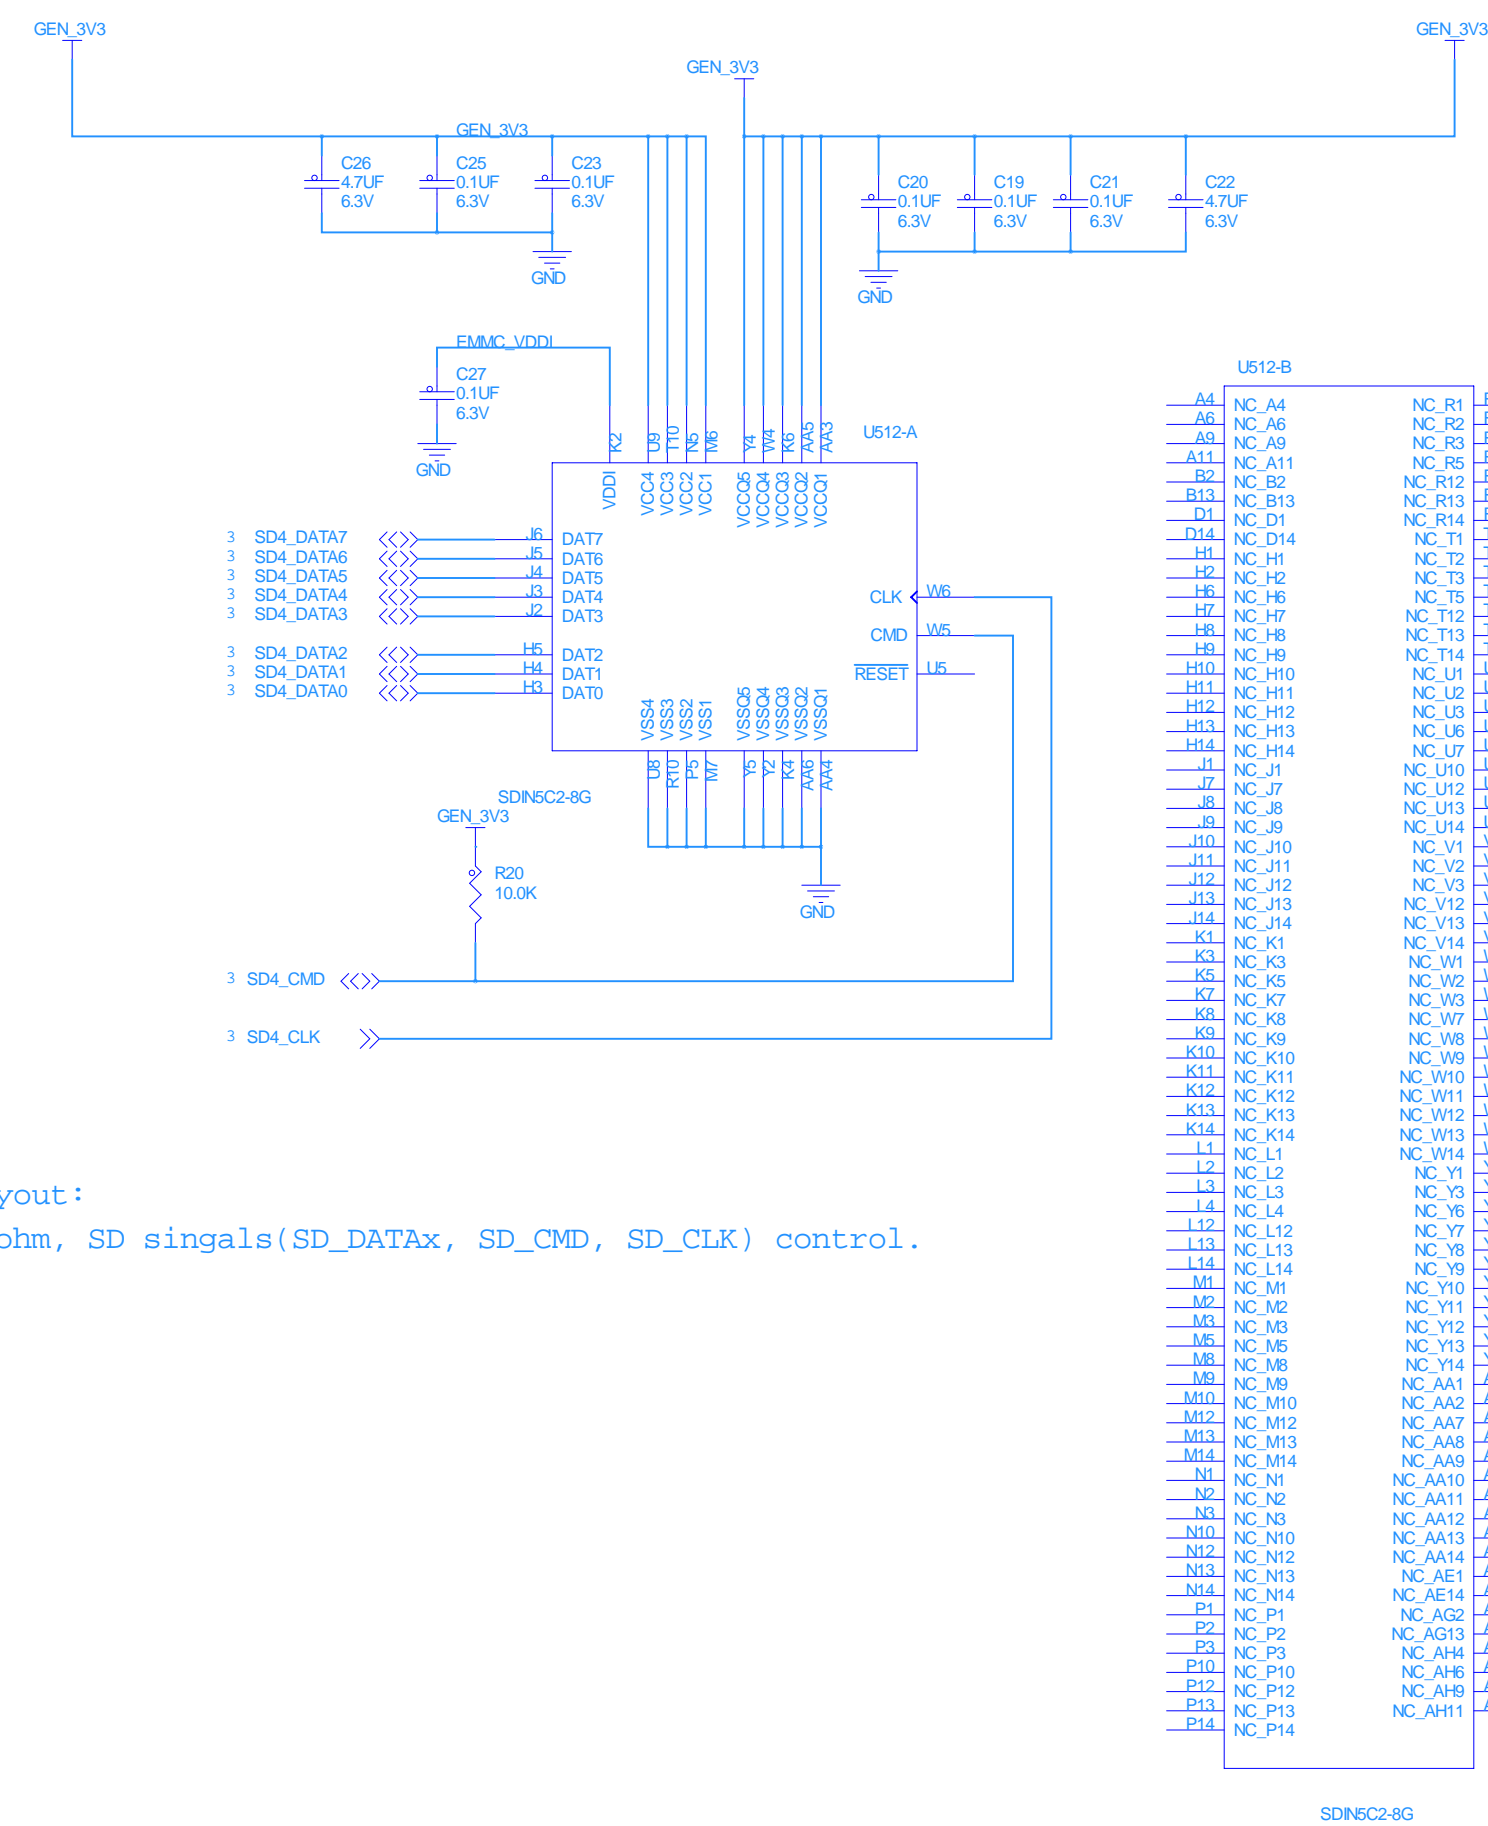 GEN_3V3
GEN_3V3
GEN_3V3
GEN_3V3
C26
4.7UF
6.3V
C25
0.1UF
6.3V
C23
0.1UF
6.3V
GND
C20
0.1UF
6.3V
C19
0.1UF
6.3V
C21
0.1UF
6.3V
C22
4.7UF
6.3V
GND
EMMC_VDDI
C27
0.1UF
6.3V
GND
U512-A
K2 U9 T10 N5 M6 Y4 W4 K6 AA5 AA3
VDDI VCC4 VCC3 VCC2 VCC1 VCCQ5 VCCQ4 VCCQ3 VCCQ2 VCCQ1
3 SD4_DATA7 J6 DAT7
3 SD4_DATA6 J5 DAT6
3 SD4_DATA5 J4 DAT5
3 SD4_DATA4 J3 DAT4
3 SD4_DATA3 J2 DAT3
3 SD4_DATA2 H5 DAT2
3 SD4_DATA1 H4 DAT1
3 SD4_DATA0 H3 DAT0
CLK W6
CMD W5
RESET U5
VSS4 VSS3 VSS2 VSS1 VSSQ5 VSSQ4 VSSQ3 VSSQ2 VSSQ1
U8 R10 P5 M7 Y5 Y2 K4 AA6 AA4
SDIN5C2-8G
GEN_3V3
R20
10.0K
GND
3 SD4_CMD
3 SD4_CLK
yout:
ohm, SD singals(SD_DATAx, SD_CMD, SD_CLK) control.
U512-B
A4 NC_A4 NC_R1
A6 NC_A6 NC_R2
A9 NC_A9 NC_R3
A11 NC_A11 NC_R5
B2 NC_B2 NC_R12
B13 NC_B13 NC_R13
D1 NC_D1 NC_R14
D14 NC_D14 NC_T1
H1 NC_H1 NC_T2
H2 NC_H2 NC_T3
H6 NC_H6 NC_T5
H7 NC_H7 NC_T12
H8 NC_H8 NC_T13
H9 NC_H9 NC_T14
H10 NC_H10 NC_U1
H11 NC_H11 NC_U2
H12 NC_H12 NC_U3
H13 NC_H13 NC_U6
H14 NC_H14 NC_U7
J1 NC_J1 NC_U10
J7 NC_J7 NC_U12
J8 NC_J8 NC_U13
J9 NC_J9 NC_U14
J10 NC_J10 NC_V1
J11 NC_J11 NC_V2
J12 NC_J12 NC_V3
J13 NC_J13 NC_V12
J14 NC_J14 NC_V13
K1 NC_K1 NC_V14
K3 NC_K3 NC_W1
K5 NC_K5 NC_W2
K7 NC_K7 NC_W3
K8 NC_K8 NC_W7
K9 NC_K9 NC_W8
K10 NC_K10 NC_W9
K11 NC_K11 NC_W10
K12 NC_K12 NC_W11
K13 NC_K13 NC_W12
K14 NC_K14 NC_W13
L1 NC_L1 NC_W14
L2 NC_L2 NC_Y1
L3 NC_L3 NC_Y3
L4 NC_L4 NC_Y6
L12 NC_L12 NC_Y7
L13 NC_L13 NC_Y8
L14 NC_L14 NC_Y9
M1 NC_M1 NC_Y10
M2 NC_M2 NC_Y11
M3 NC_M3 NC_Y12
M5 NC_M5 NC_Y13
M8 NC_M8 NC_Y14
M9 NC_M9 NC_AA1
M10 NC_M10 NC_AA2
M12 NC_M12 NC_AA7
M13 NC_M13 NC_AA8
M14 NC_M14 NC_AA9
N1 NC_N1 NC_AA10
N2 NC_N2 NC_AA11
N3 NC_N3 NC_AA12
N10 NC_N10 NC_AA13
N12 NC_N12 NC_AA14
N13 NC_N13 NC_AE1
N14 NC_N14 NC_AE14
P1 NC_P1 NC_AG2
P2 NC_P2 NC_AG13
P3 NC_P3 NC_AH4
P10 NC_P10 NC_AH6
P12 NC_P12 NC_AH9
P13 NC_P13 NC_AH11
P14 NC_P14
SDIN5C2-8G